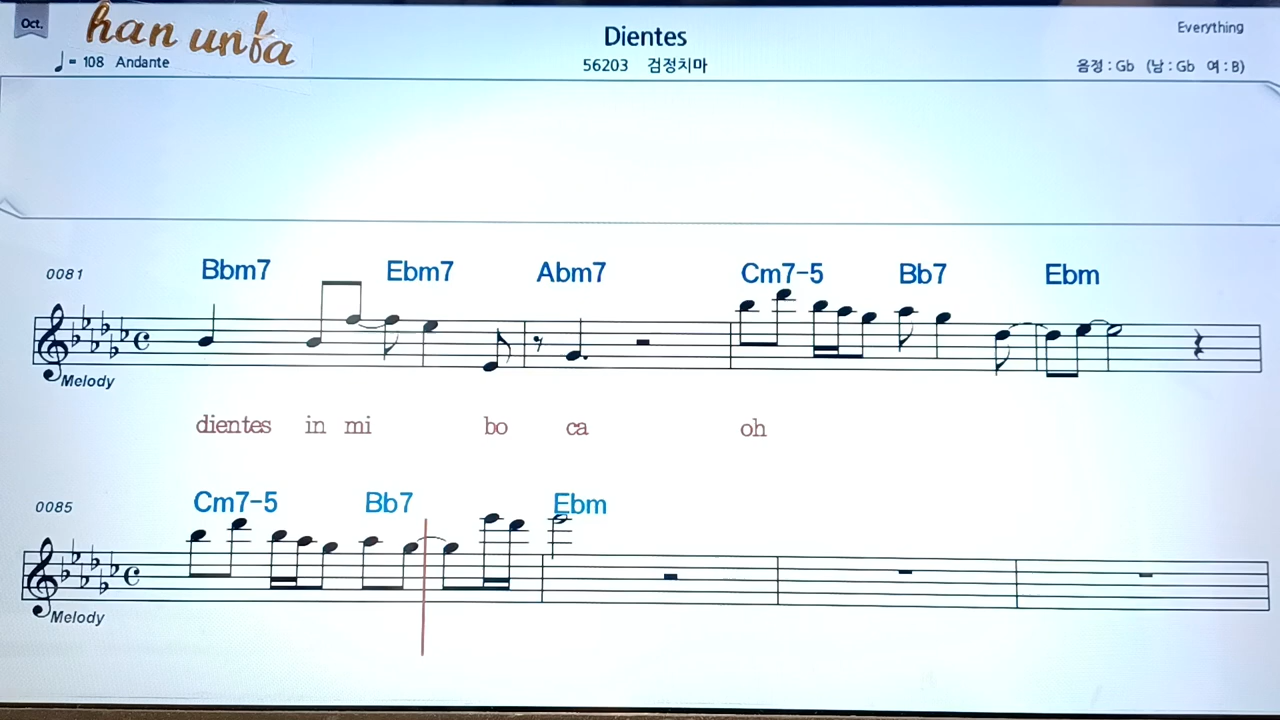 Oct.
han unfa
Dientes
Everything
♩= 108 Andante
56203 검정치마
음정 : Gb (남 : Gb 여 : B)
0081
Bbm7 Ebm7 Abm7 Cm7-5 Bb7 Ebm
Melody
dientes in mi bo ca oh
0085
Cm7-5 Bb7 Ebm
Melody